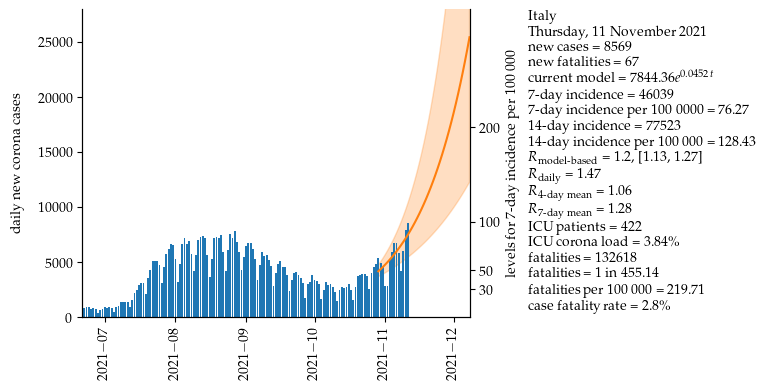 25000
20000
15000
10000
5000
0
daily new corona cases
2021−07
2021−08
2021−09
2021−10
2021−11
2021−12
200
100
50
30
levels for 7-day incidence per 100 000
Italy
Thursday, 11 November 2021
new cases = 8569
new fatalities = 67
current model = 7844.36e^0.0452 t
7-day incidence = 46039
7-day incidence per 100 0000 = 76.27
14-day incidence = 77523
14-day incidence per 100 000 = 128.43
R_model-based = 1.2, [1.13, 1.27]
R_daily = 1.47
R_4-day mean = 1.06
R_7-day mean = 1.28
ICU patients = 422
ICU corona load = 3.84%
fatalities = 132618
fatalities = 1 in 455.14
fatalities per 100 000 = 219.71
case fatality rate = 2.8%